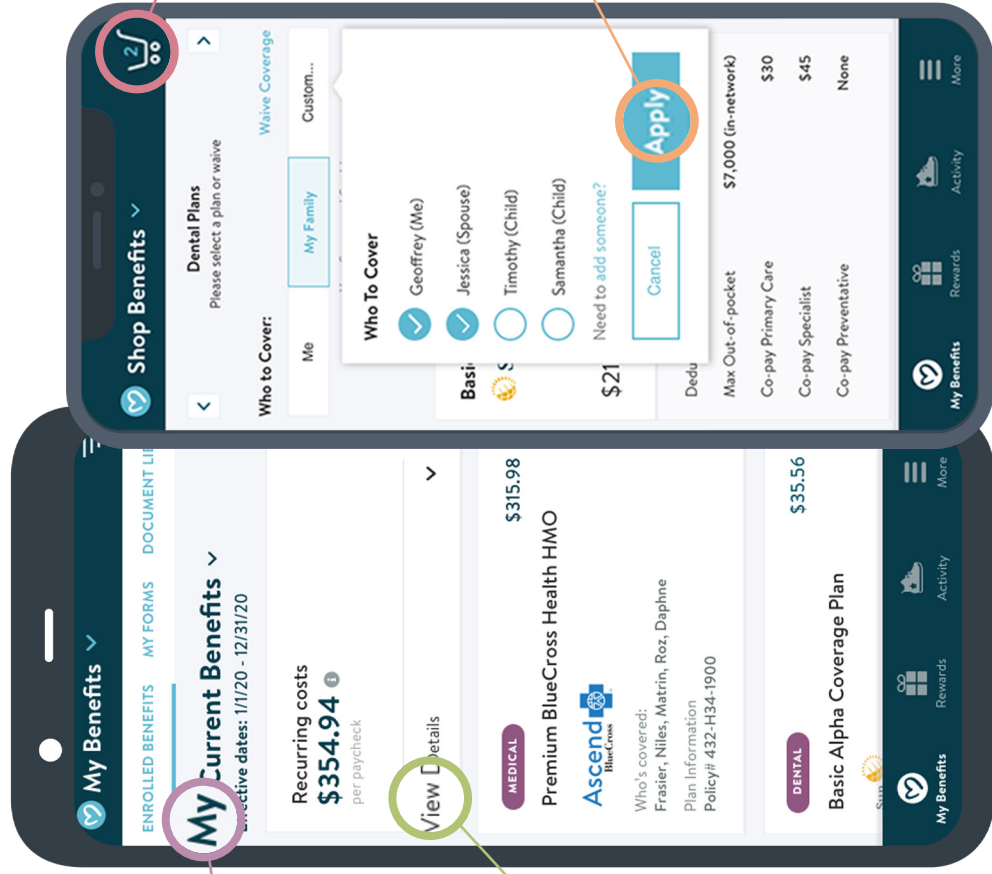 My Benefits
ENROLLED BENEFITS MY FORMS DOCUMENT LIB
My Current Benefits
Effective dates: 1/1/20 - 12/31/20
Recurring costs
$354.94
per paycheck
View Details
MEDICAL
$315.98
Premium BlueCross Health HMO
Ascend
BlueCross
Who's covered:
Frasier, Niles, Matrin, Roz, Daphne
Plan Information
Policy# 432-H34-1900
DENTAL
$35.56
Basic Alpha Coverage Plan
Sun
My Benefits Rewards Activity More
Shop Benefits
2
Dental Plans
Please select a plan or waive
Who to Cover: Waive Coverage
Me My Family Custom...
Who To Cover
Geoffrey (Me)
Jessica (Spouse)
Timothy (Child)
Samantha (Child)
Need to add someone?
Cancel Apply
Basi
S
$21
Dedu
Max Out-of-pocket $7,000 (in-network)
Co-pay Primary Care $30
Co-pay Specialist $45
Co-pay Preventative None
My Benefits Rewards Activity More